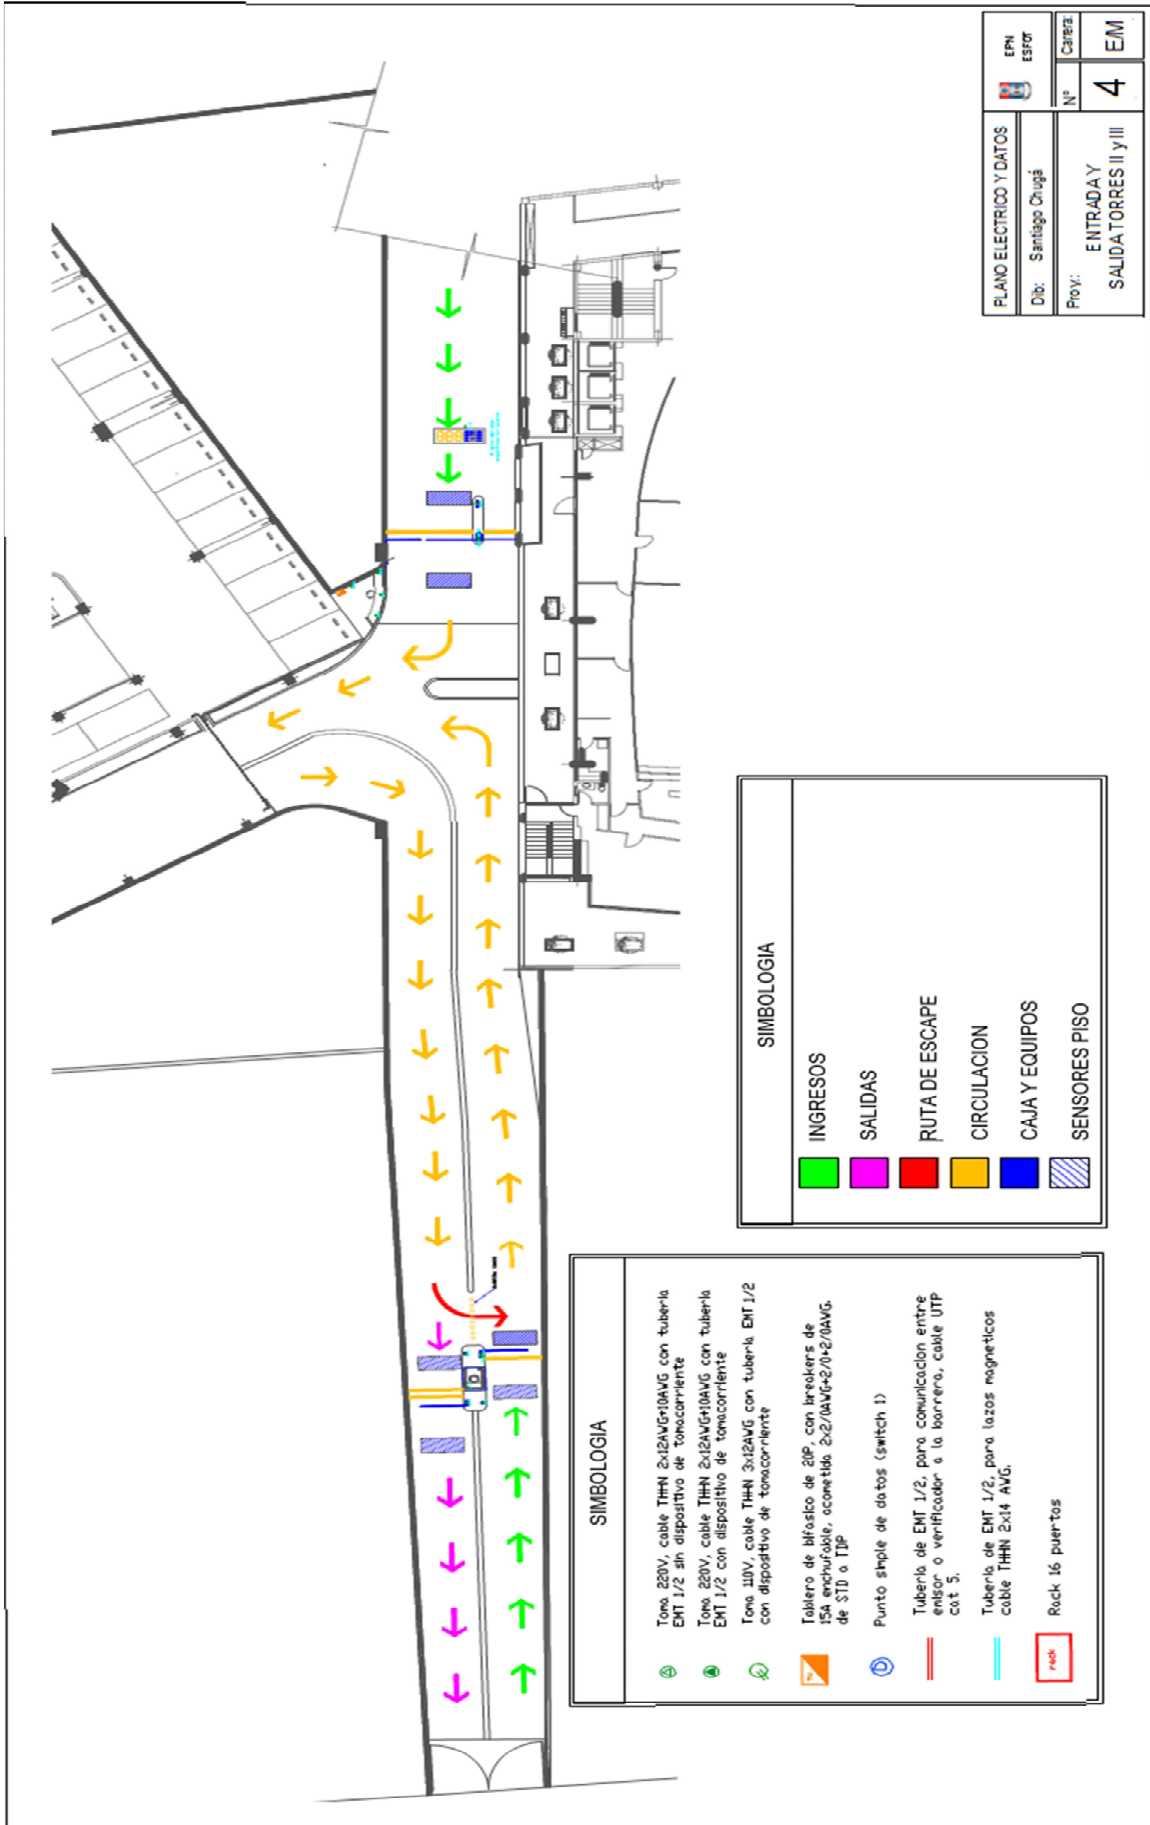 PLANO ELECTRICO Y DATOS
Dib: Santiago Chugá
Proy.:
ENTRADA Y
SALIDA TORRES II y III
EPN
ESFOT
N°
4
Carrera:
E/M
SIMBOLOGIA
INGRESOS
SALIDAS
RUTA DE ESCAPE
CIRCULACION
CAJA Y EQUIPOS
SENSORES PISO
SIMBOLOGIA
Toma 220V, cable THHN 2x12AWG+10AWG con tubería
EMT 1/2 sin dispositivo de tomacorriente
Toma 220V, cable THHN 2x12AWG+10AWG con tubería
EMT 1/2 con dispositivo de tomacorriente
Toma 110V, cable THHN 3x12AWG con tubería EMT 1/2
con dispositivo de tomacorriente
Tablero de bifasico de 20P, con breakers de
15A enchufable, acometida 2x2/0AWG+2/0+2/0AWG.
de STD a TDP
Punto simple de datos (switch 1)
Tubería de EMT 1/2, para comunicacion entre
emisor o verificador a la barrera, cable UTP
cat 5.
Tubería de EMT 1/2, para lazos magneticos
cable THHN 2x14 AWG.
rack
Rack 16 puertos